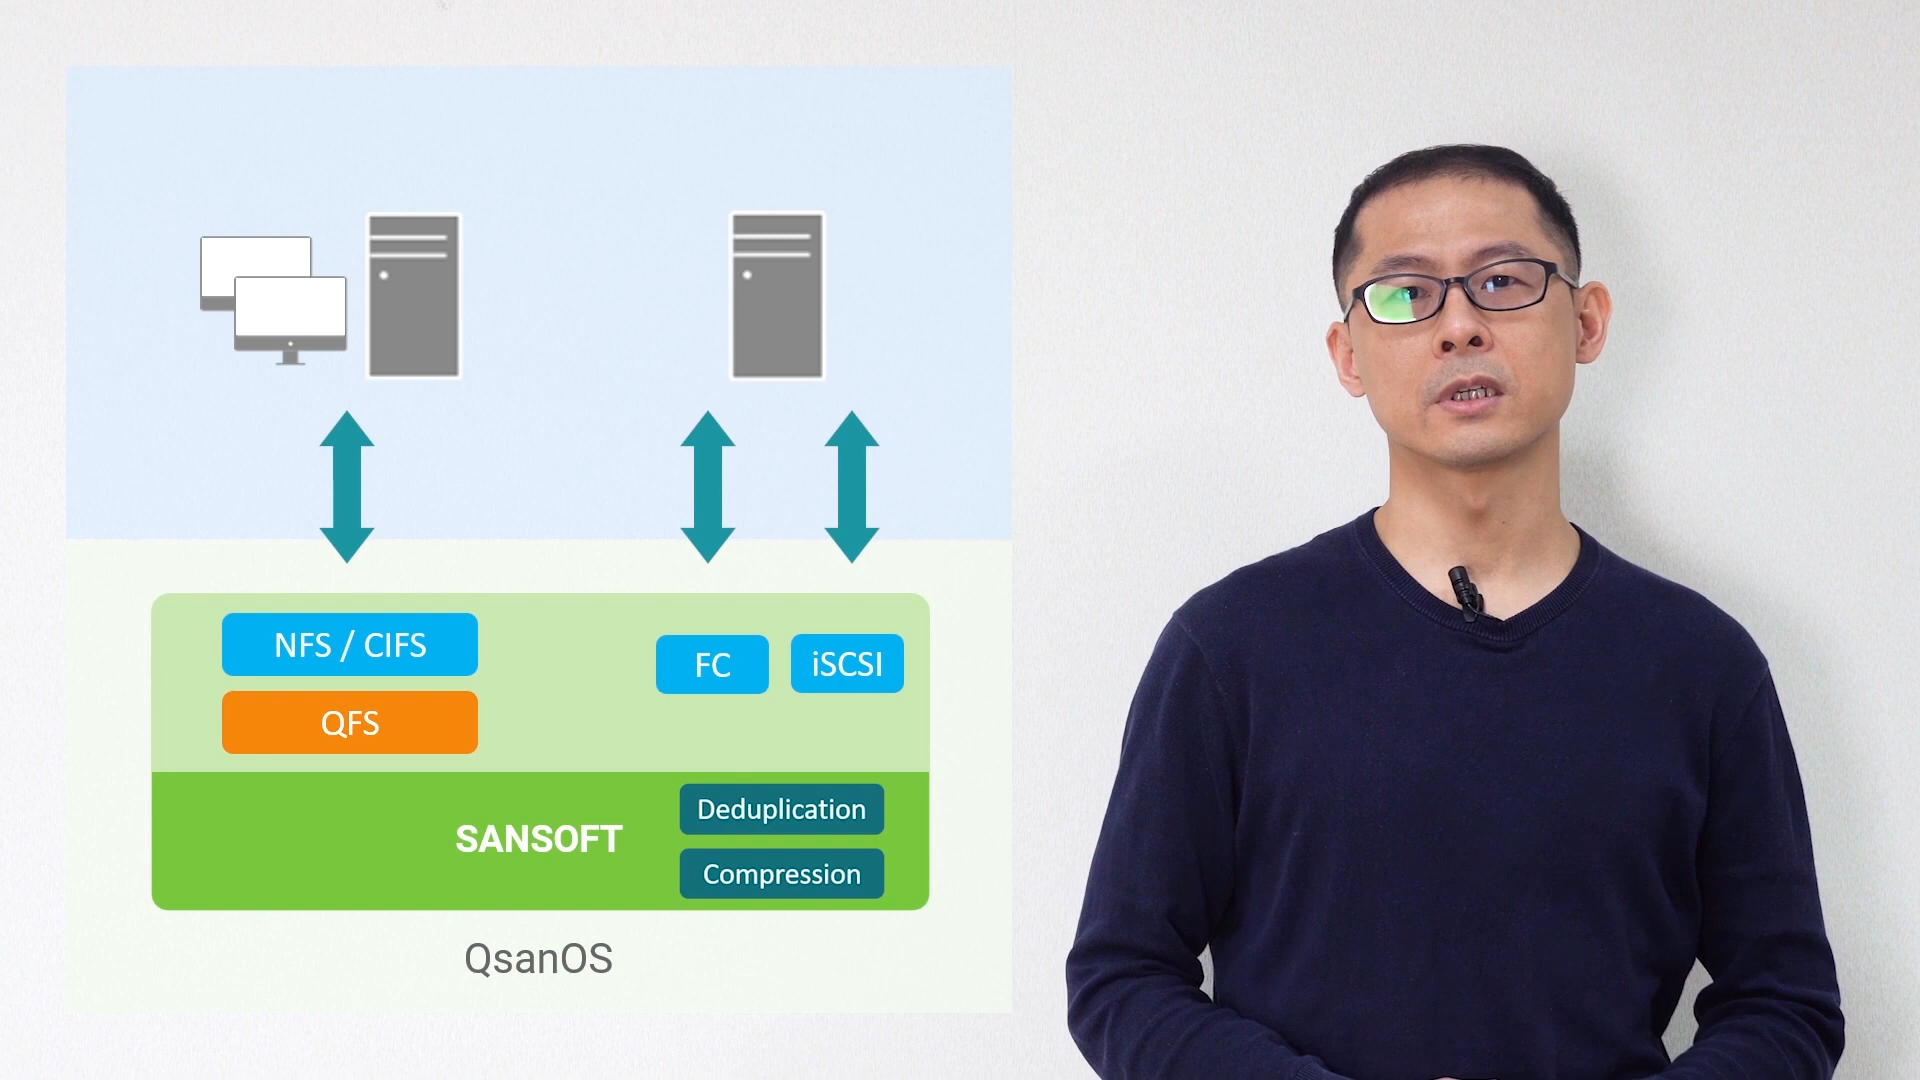 NFS / CIFS
QFS
FC
iSCSI
SANSOFT
Deduplication
Compression
QsanOS